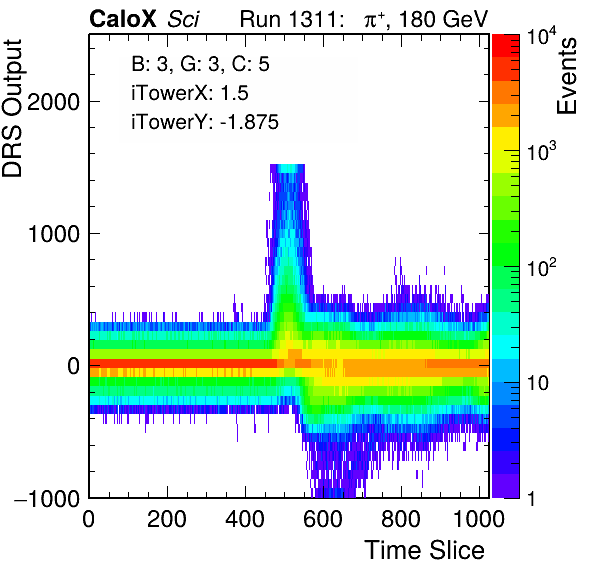 CaloX Sci Run 1311: π⁺, 180 GeV
B: 3, G: 3, C: 5
iTowerX: 1.5
iTowerY: -1.875
DRS Output
2000
1000
0
−1000
0 200 400 600 800 1000
Time Slice
Events
10⁴
10³
10²
10
1